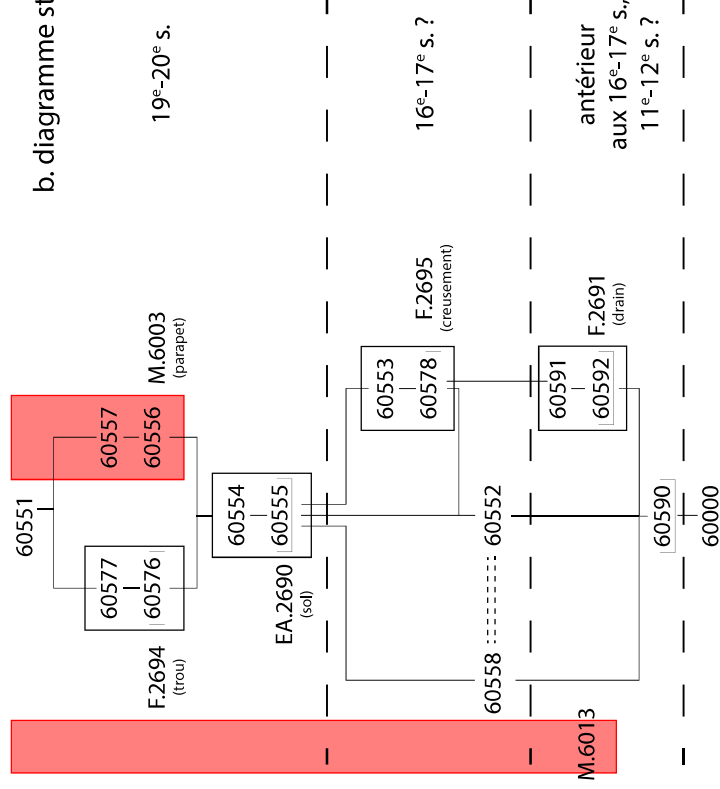 b. diagramme st
19e-20e s.
16e-17e s. ?
antérieur
aux 16e-17e s.,
11e-12e s. ?
60551
60577
60576
F.2694
(trou)
60557
60556
M.6003
(parapet)
60554
60555
EA.2690
(sol)
60553
60578
F.2695
(creusement)
60558
60552
60591
60592
F.2691
(drain)
M.6013
60590
60000